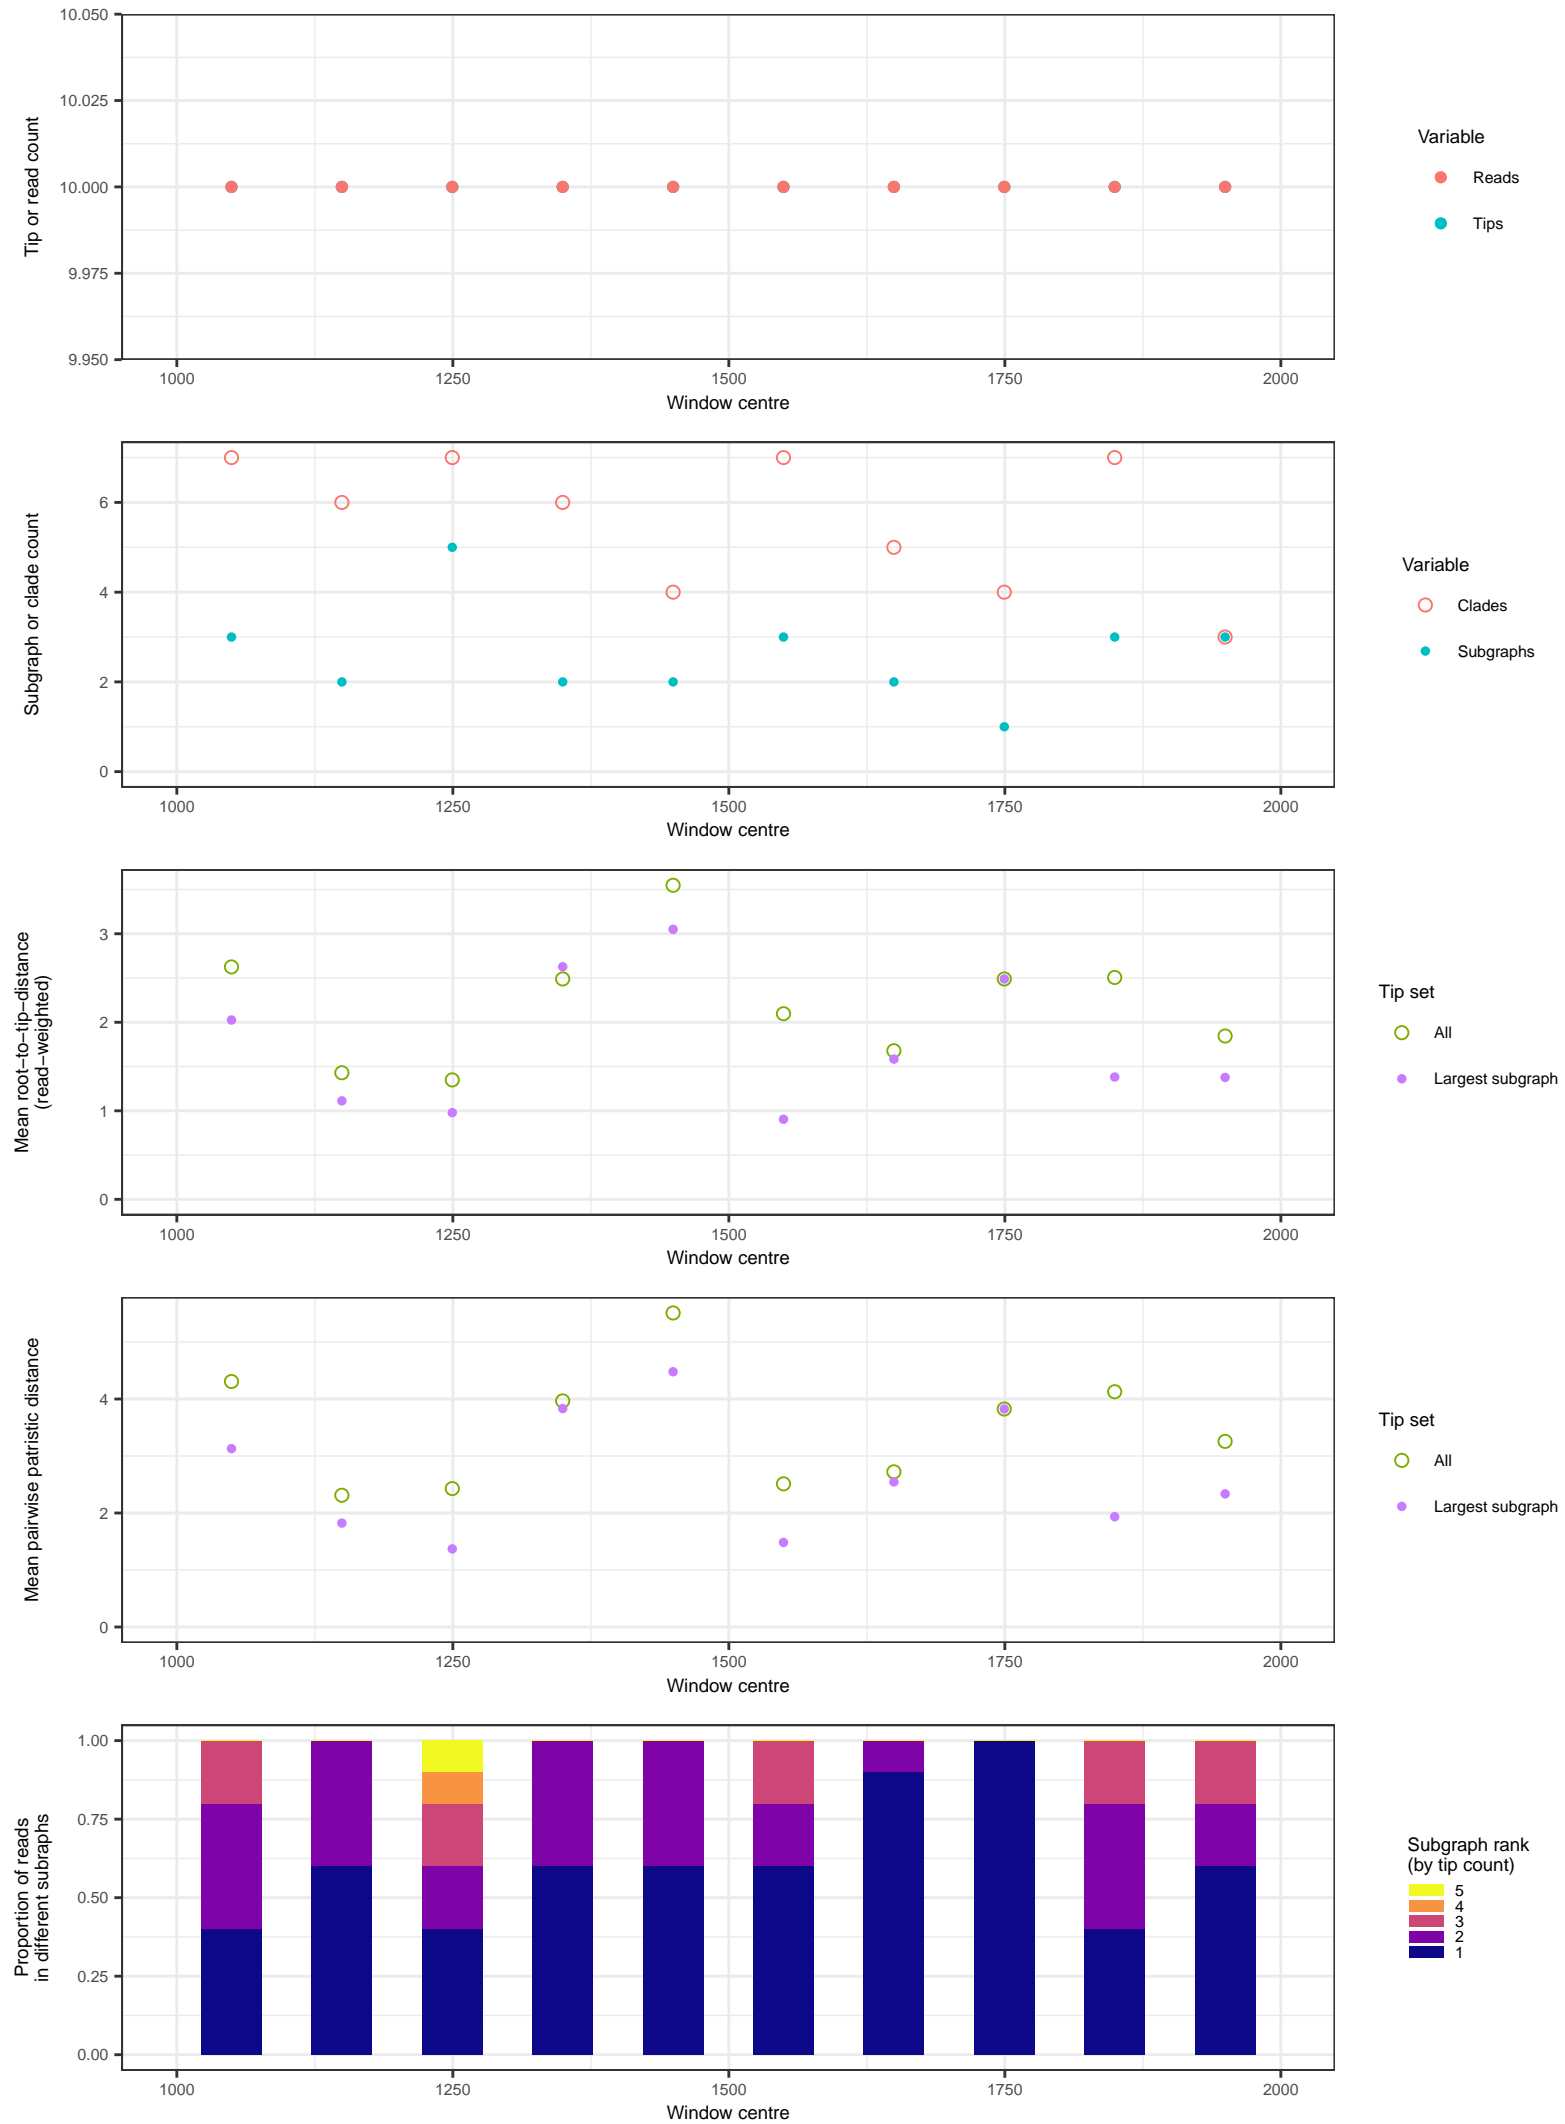 10.050
10.025
10.000
9.975
9.950
Tip or read count
1000 1250 1500 1750 2000
Window centre
Variable
Reads
Tips
6
4
2
0
Subgraph or clade count
1000 1250 1500 1750 2000
Window centre
Variable
Clades
Subgraphs
3
2
1
0
Mean root−to−tip−distance
(read−weighted)
1000 1250 1500 1750 2000
Window centre
Tip set
All
Largest subgraph
4
2
0
Mean pairwise patristic distance
1000 1250 1500 1750 2000
Window centre
Tip set
All
Largest subgraph
1.00
0.75
0.50
0.25
0.00
Proportion of reads
in different subraphs
1000 1250 1500 1750 2000
Window centre
Subgraph rank
(by tip count)
5
4
3
2
1